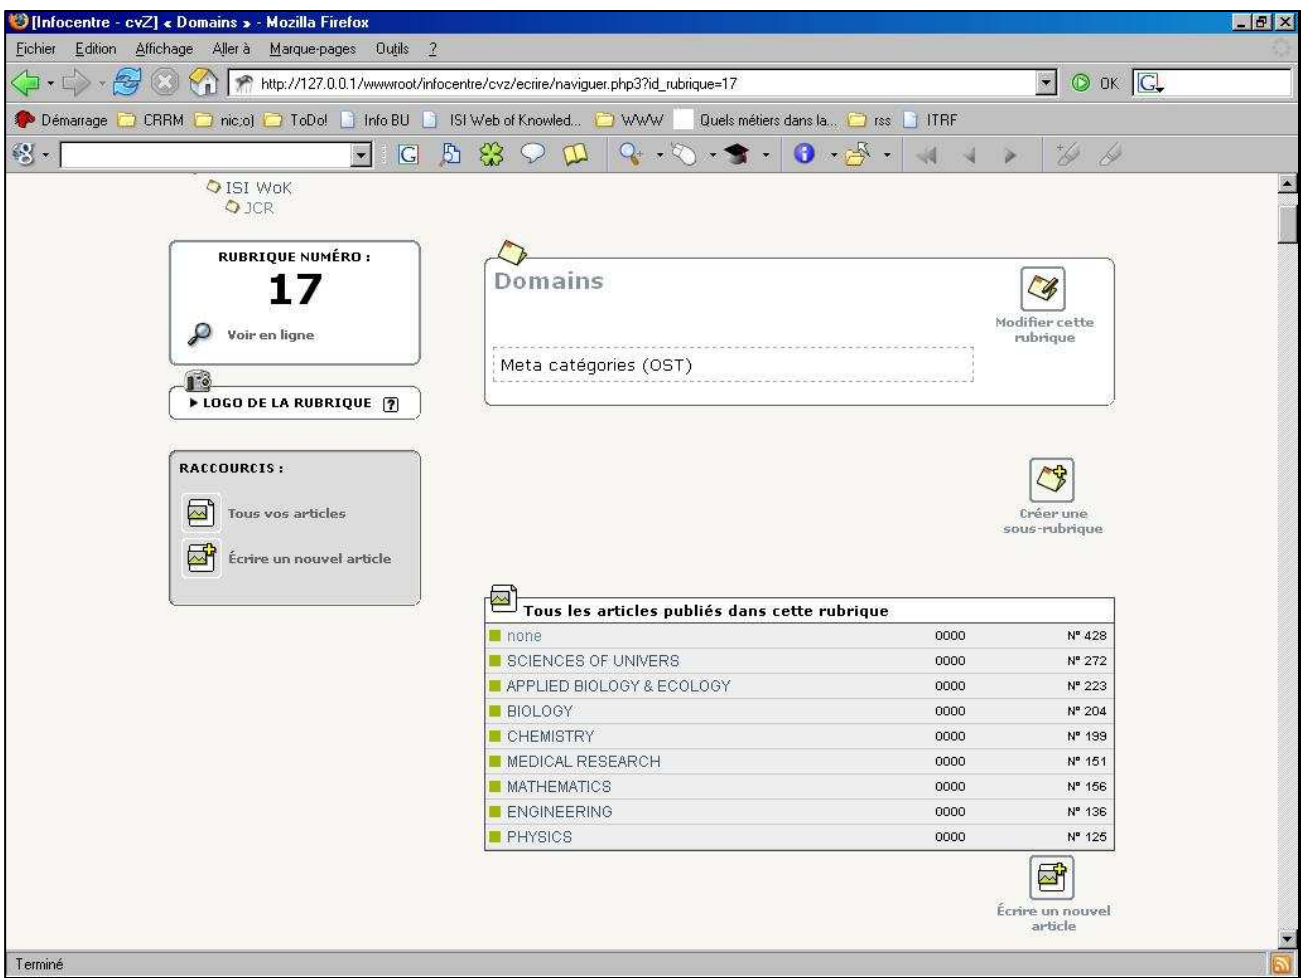 [Infocentre - cvZ] « Domains » - Mozilla Firefox
Fichier Edition Affichage Aller à Marque-pages Outils ?
http://127.0.0.1/wwwroot/infocentre/cvz/ecrire/naviguer.php3?id_rubrique=17 OK G
Démarrage CRRM nic;o) ToDo! Info BU ISI Web of Knowled... WWW Quels métiers dans la... rss ITRF
ISI WoK
JCR
RUBRIQUE NUMÉRO :
17
Voir en ligne
LOGO DE LA RUBRIQUE ?
RACCOURCIS :
Tous vos articles
Écrire un nouvel article
Domains
Modifier cette
rubrique
Meta catégories (OST)
Créer une
sous-rubrique
Tous les articles publiés dans cette rubrique
none 0000 N° 428
SCIENCES OF UNIVERS 0000 N° 272
APPLIED BIOLOGY & ECOLOGY 0000 N° 223
BIOLOGY 0000 N° 204
CHEMISTRY 0000 N° 199
MEDICAL RESEARCH 0000 N° 151
MATHEMATICS 0000 N° 156
ENGINEERING 0000 N° 136
PHYSICS 0000 N° 125
Écrire un nouvel
article
Terminé